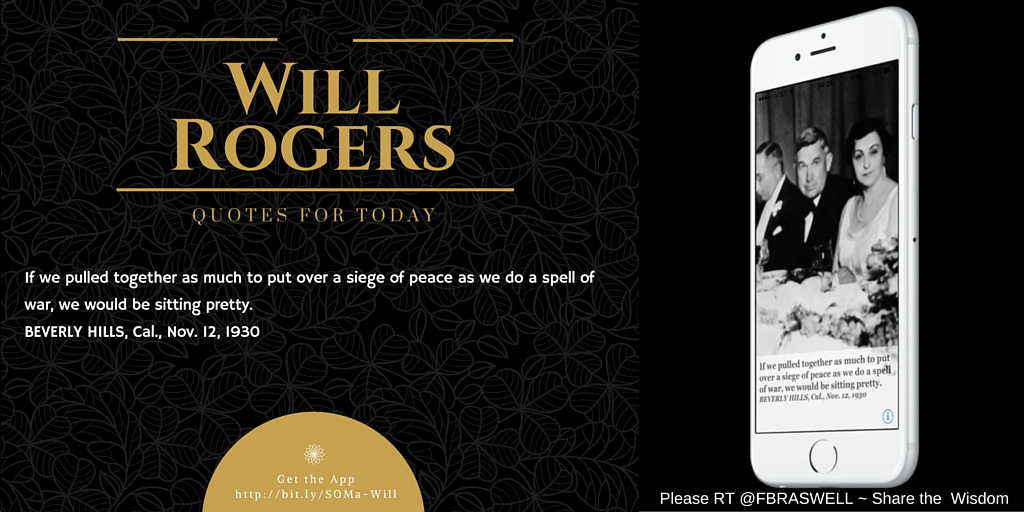 WILL
ROGERS
QUOTES FOR TODAY
If we pulled together as much to put over a siege of peace as we do a spell of
war, we would be sitting pretty.
BEVERLY HILLS, Cal., Nov. 12, 1930
Get the App
http://bit.ly/SOMa-Will
If we pulled together as much to put
over a siege of peace as we do a spell
of war, we would be sitting pretty.
BEVERLY HILLS, Cal., Nov. 12, 1930
Please RT @FBRASWELL ~ Share the Wisdom